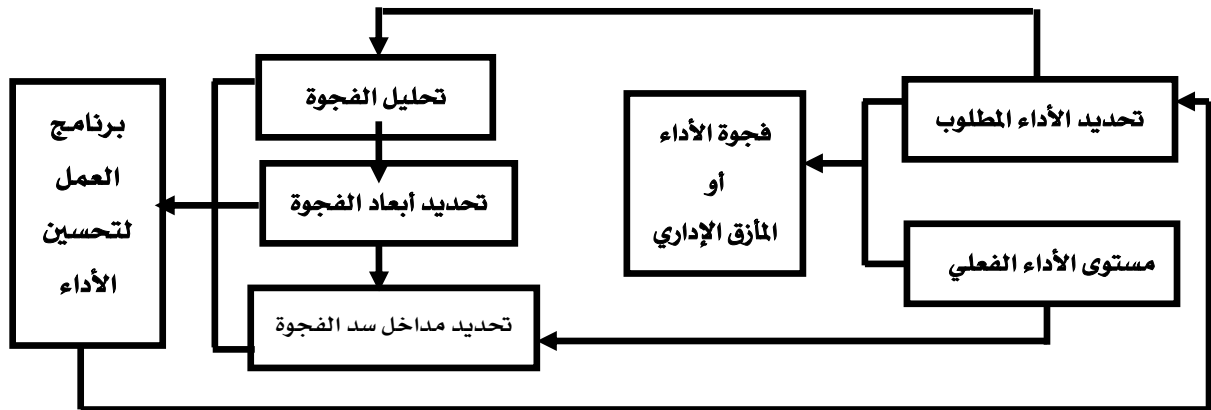 تحديد الأداء المطلوب
مستوى الأداء الفعلي
فجوة الأداء
أو
المأزق الإداري
تحليل الفجوة
تحديد أبعاد الفجوة
تحديد مداخل سد الفجوة
برنامج
العمل
لتحسين
الأداء